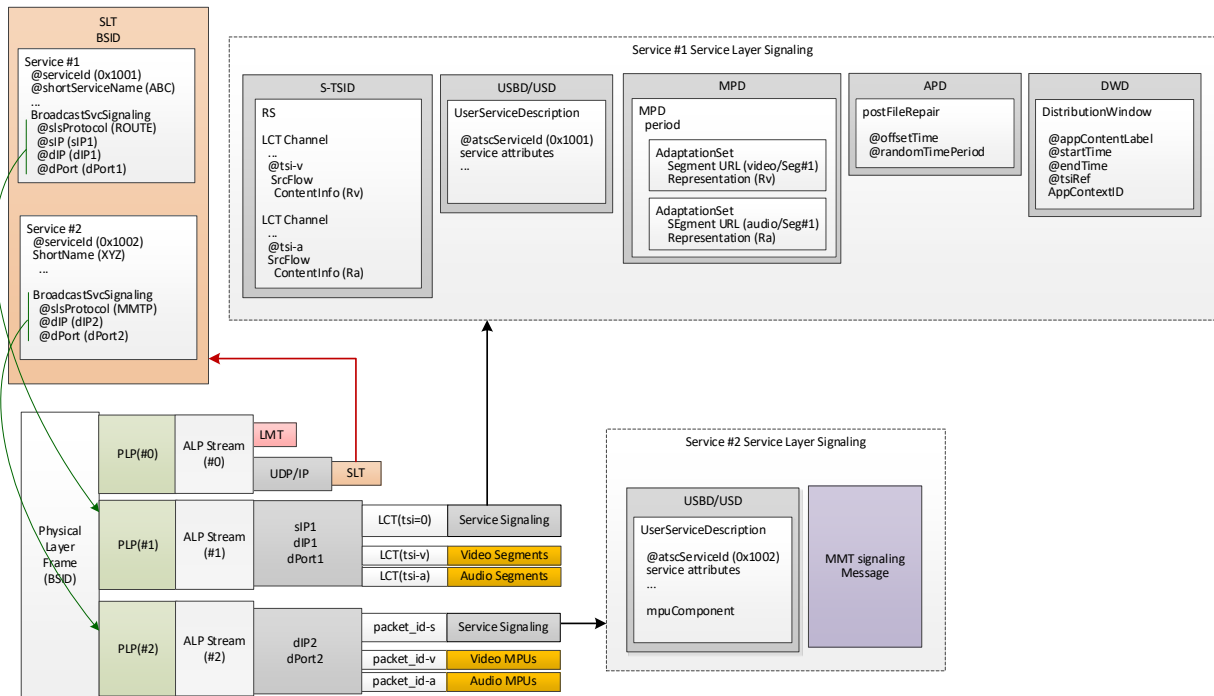 SLT
BSID
Service #1
@serviceId (0x1001)
@shortServiceName (ABC)
...
BroadcastSvcSignaling
@slsProtocol (ROUTE)
@sIP (sIP1)
@dIP (dIP1)
@dPort (dPort1)
Service #2
@serviceId (0x1002)
ShortName (XYZ)
...
BroadcastSvcSignaling
@slsProtocol (MMTP)
@dIP (dIP2)
@dPort (dPort2)
Service #1 Service Layer Signaling
S-TSID
RS
LCT Channel
...
@tsi-v
SrcFlow
ContentInfo (Rv)
LCT Channel
...
@tsi-a
SrcFlow
ContentInfo (Ra)
USBD/USD
UserServiceDescription
@atscServiceId (0x1001)
service attributes
...
MPD
MPD
period
AdaptationSet
Segment URL (video/Seg#1)
Representation (Rv)
AdaptationSet
SEgment URL (audio/Seg#1)
Representation (Ra)
APD
postFileRepair
@offsetTime
@randomTimePeriod
DWD
DistributionWindow
@appContentLabel
@startTime
@endTime
@tsiRef
AppContextID
Physical
Layer
Frame
(BSID)
PLP(#0)
ALP Stream
(#0)
LMT
UDP/IP
SLT
PLP(#1)
ALP Stream
(#1)
sIP1
dIP1
dPort1
LCT(tsi=0)
Service Signaling
LCT(tsi-v)
Video Segments
LCT(tsi-a)
Audio Segments
PLP(#2)
ALP Stream
(#2)
dIP2
dPort2
packet_id-s
Service Signaling
packet_id-v
Video MPUs
packet_id-a
Audio MPUs
Service #2 Service Layer Signaling
USBD/USD
UserServiceDescription
@atscServiceId (0x1002)
service attributes
...
mpuComponent
MMT signaling
Message